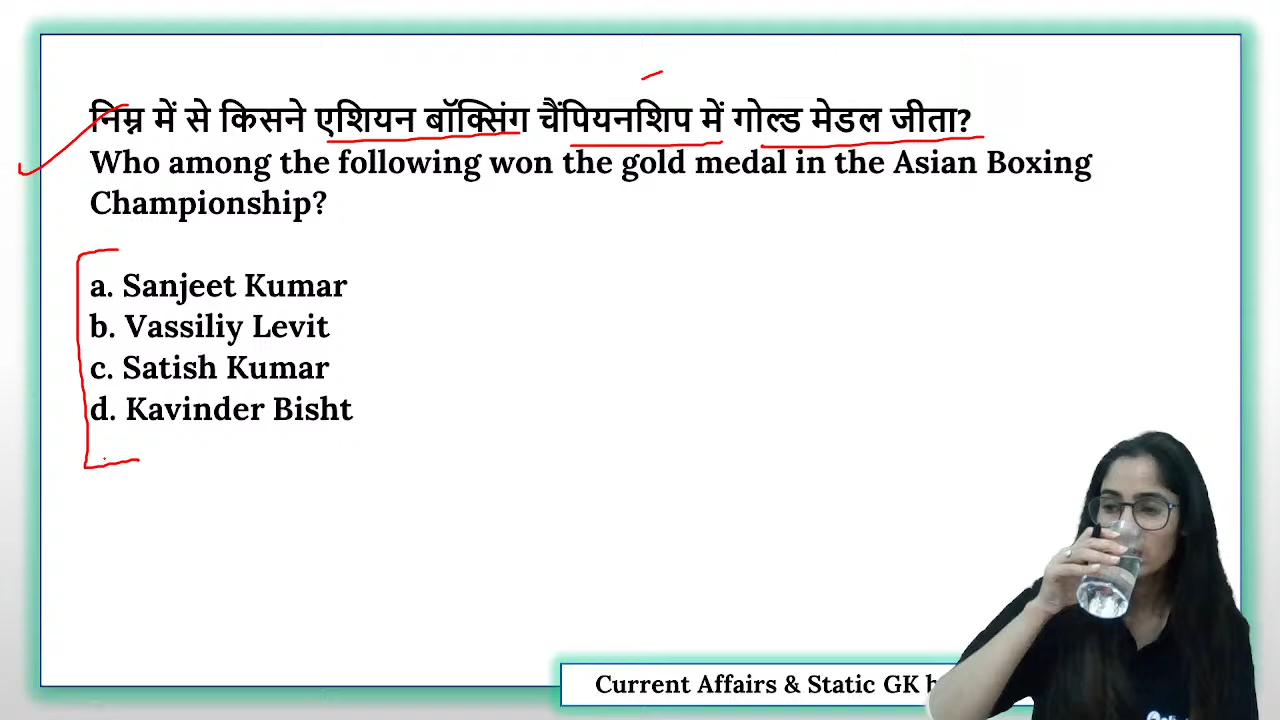 निम्न में से किसने एशियन बॉक्सिंग चैंपियनशिप में गोल्ड मेडल जीता?
Who among the following won the gold medal in the Asian Boxing
Championship?
a. Sanjeet Kumar
b. Vassiliy Levit
c. Satish Kumar
d. Kavinder Bisht
Current Affairs & Static GK